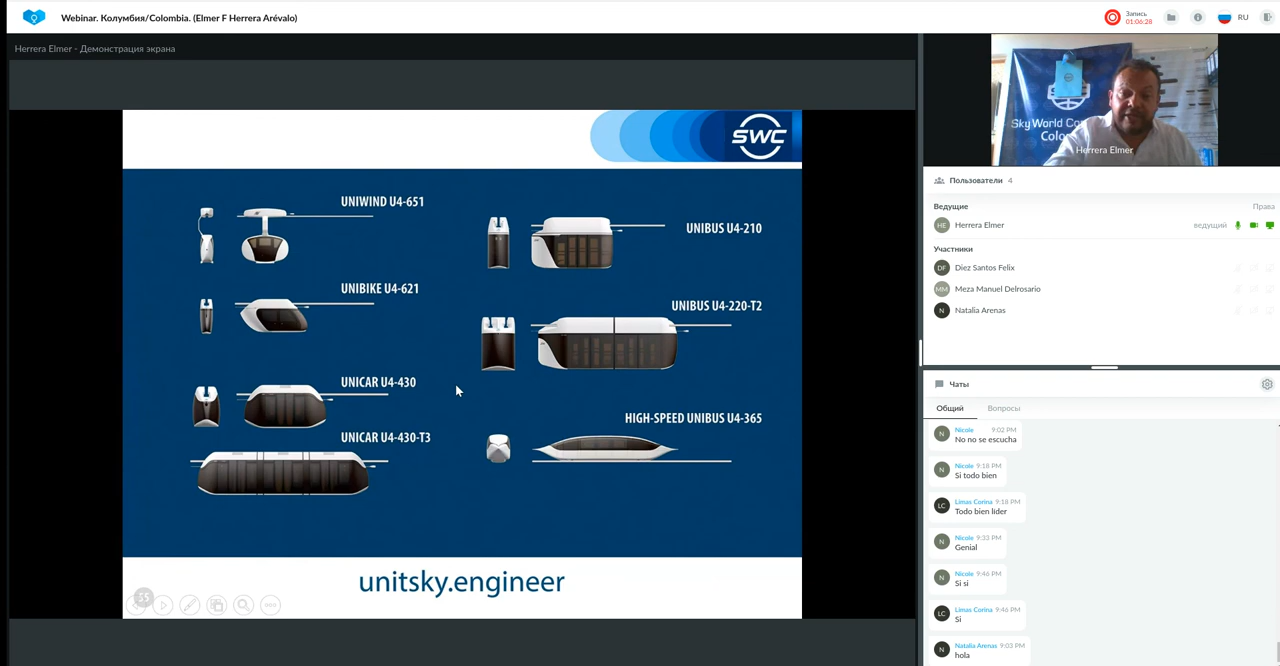 Webinar. Колумбия/Colombia. (Elmer F Herrera Arévalo)
Запись
01:06:28
RU
Herrera Elmer - Демонстрация экрана
SWC
UNIWIND U4-651
UNIBIKE U4-621
UNICAR U4-430
UNICAR U4-430-T3
UNIBUS U4-210
UNIBUS U4-220-T2
HIGH-SPEED UNIBUS U4-365
unitsky.engineer
Herrera Elmer
Пользователи 4
Ведущие Права
HE Herrera Elmer ведущий
Участники
DF Diez Santos Felix
MM Meza Manuel Delrosario
N Natalia Arenas
Чаты
Общий Вопросы
N Nicole 9:02 PM
No no se escucha
N Nicole 9:18 PM
Si todo bien
LC Limas Corina 9:18 PM
Todo bien líder
N Nicole 9:33 PM
Genial
N Nicole 9:46 PM
Si si
LC Limas Corina 9:46 PM
Si
N Natalia Arenas 9:03 PM
hola